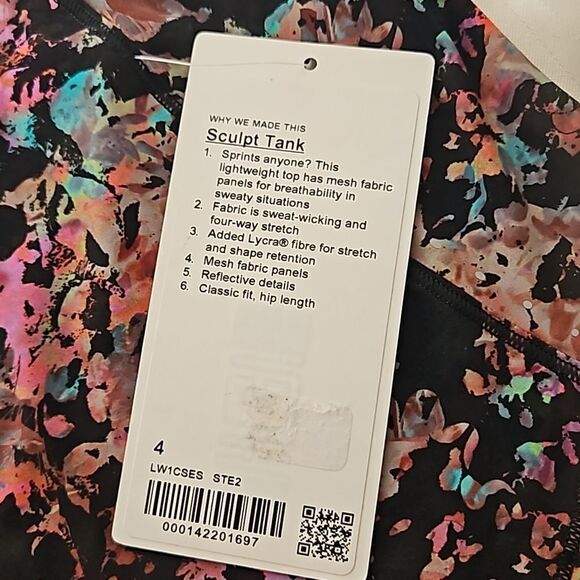 WHY WE MADE THIS
Sculpt Tank
1. Sprints anyone? This
lightweight top has mesh fabric
panels for breathability in
sweaty situations
2. Fabric is sweat-wicking and
four-way stretch
3. Added Lycra® fibre for stretch
and shape retention
4. Mesh fabric panels
5. Reflective details
6. Classic fit, hip length
4
LW1CSES STE2
000142201697